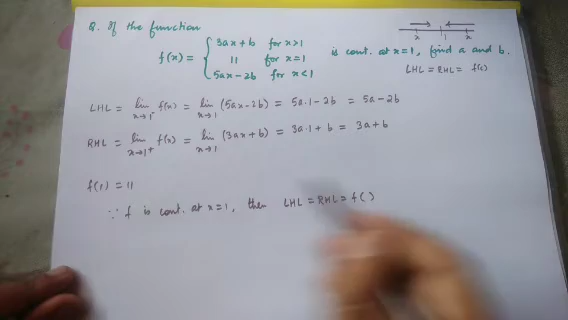 Q. If the function
f(x) = { 3ax+b for x>1
11 for x=1
5ax-2b for x<1
is cont. at x=1, find a and b.
x 1 x
LHL = RHL = f(1)
LHL = lim x→1⁻ f(x) = lim x→1 (5ax-2b) = 5a.1-2b = 5a-2b
RHL = lim x→1+ f(x) = lim x→1 (3ax+b) = 3a.1+b = 3a+b
f(1) = 11
∵ f is cont. at x=1, then LHL = RHL = f( )